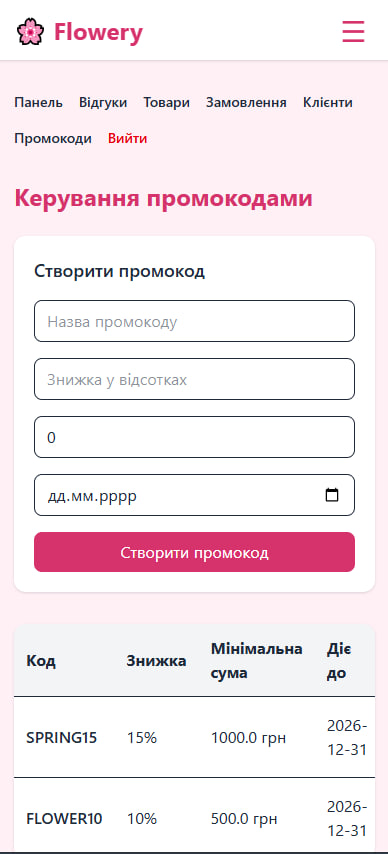 Flowery
Панель Відгуки Товари Замовлення Клієнти
Промокоди Вийти
Керування промокодами
Створити промокод
Назва промокоду
Знижка у відсотках
0
дд.мм.рррр
Створити промокод
Код Знижка Мінімальна сума Діє до
SPRING15 15% 1000.0 грн 2026-12-31
FLOWER10 10% 500.0 грн 2026-12-31